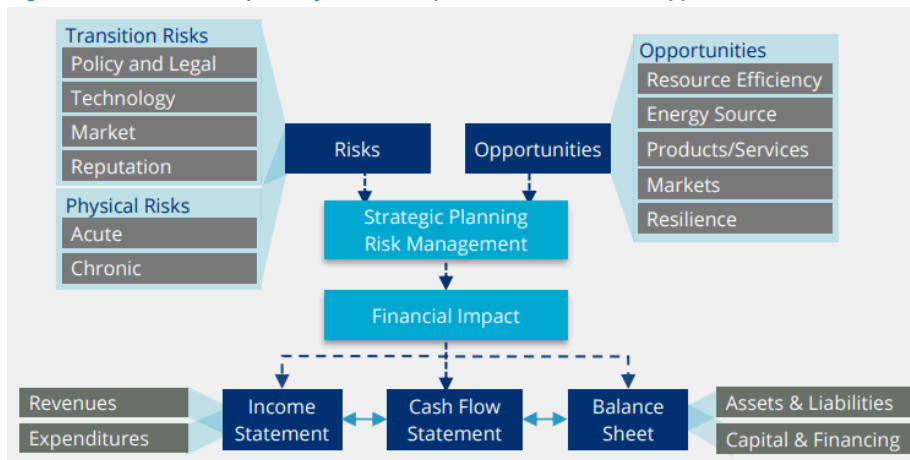 Transition Risks
Policy and Legal
Technology
Market
Reputation
Physical Risks
Acute
Chronic
Risks
Opportunities
Opportunities
Resource Efficiency
Energy Source
Products/Services
Markets
Resilience
Strategic Planning
Risk Management
Financial Impact
Revenues
Expenditures
Income
Statement
Cash Flow
Statement
Balance
Sheet
Assets & Liabilities
Capital & Financing